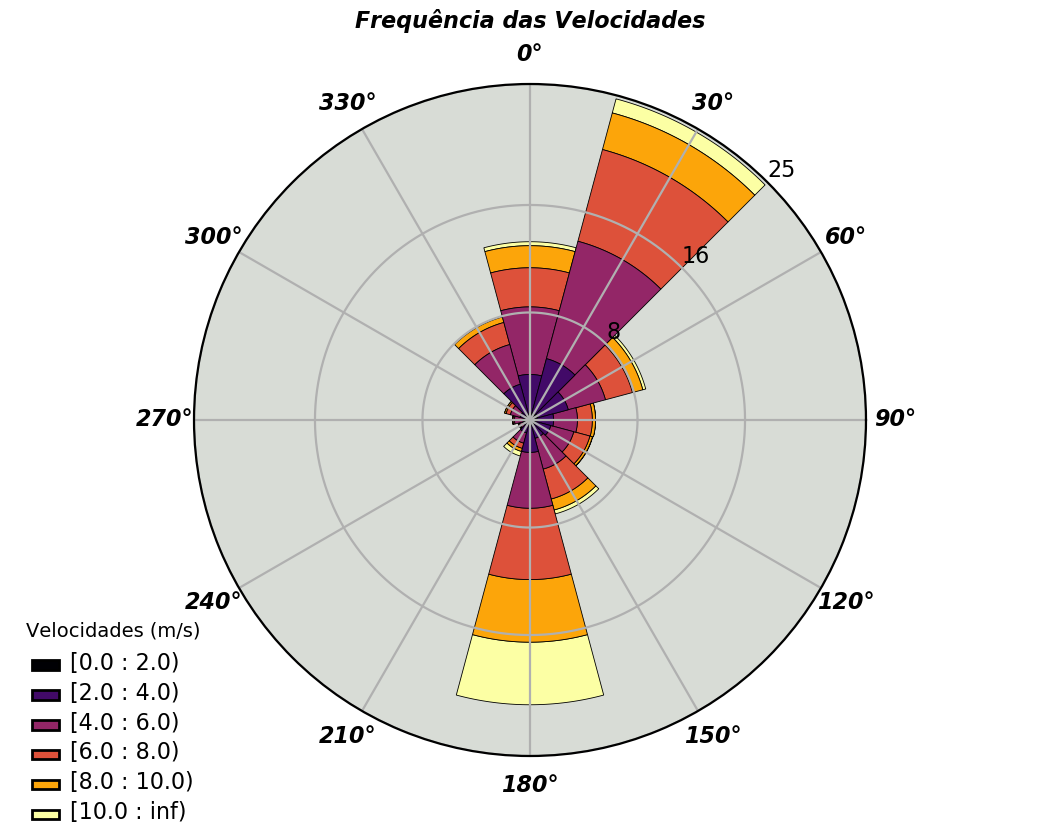 Frequência das Velocidades
0°
330°
30°
25
300°
60°
16
8
270°
90°
240°
120°
210°
150°
180°
Velocidades (m/s)
[0.0 : 2.0)
[2.0 : 4.0)
[4.0 : 6.0)
[6.0 : 8.0)
[8.0 : 10.0)
[10.0 : inf)